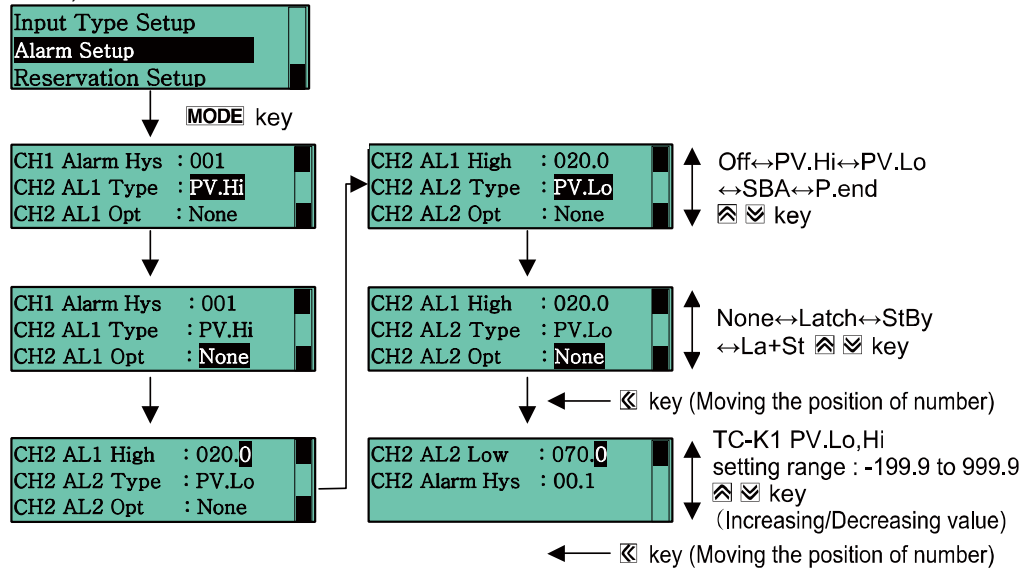 Input Type Setup
Alarm Setup
Reservation Setup
MODE key
CH1 Alarm Hys : 001
CH2 AL1 Type : PV.Hi
CH2 AL1 Opt : None
CH1 Alarm Hys : 001
CH2 AL1 Type : PV.Hi
CH2 AL1 Opt : None
CH2 AL1 High : 020.0
CH2 AL2 Type : PV.Lo
CH2 AL2 Opt : None
CH2 AL1 High : 020.0
CH2 AL2 Type : PV.Lo
CH2 AL2 Opt : None
Off↔PV.Hi↔PV.Lo
↔SBA↔P.end
key
CH2 AL1 High : 020.0
CH2 AL2 Type : PV.Lo
CH2 AL2 Opt : None
None↔Latch↔StBy
↔La+St key
key (Moving the position of number)
CH2 AL2 Low : 070.0
CH2 Alarm Hys : 00.1
TC-K1 PV.Lo,Hi
setting range : -199.9 to 999.9
key
(Increasing/Decreasing value)
key (Moving the position of number)